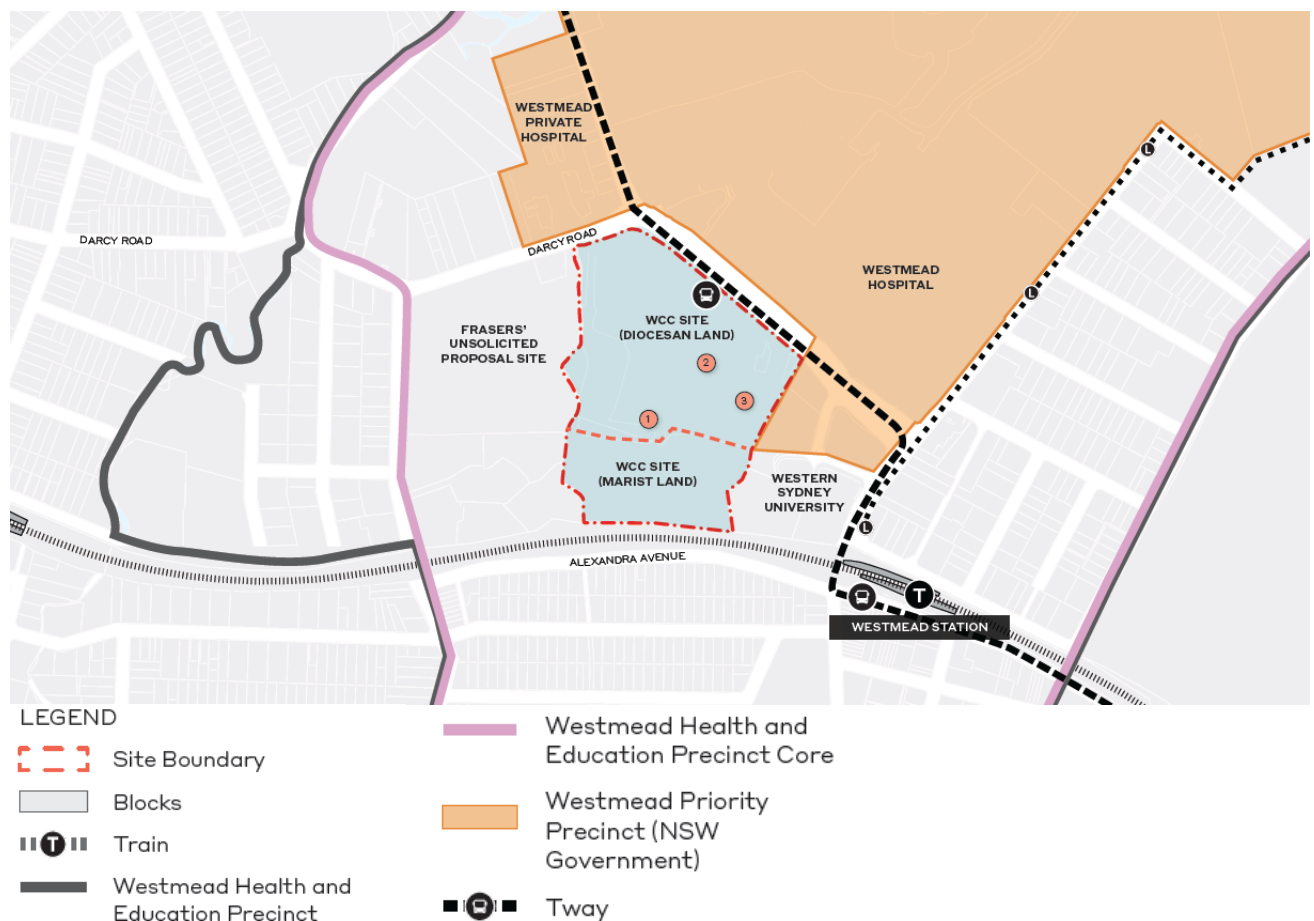 WESTMEAD
PRIVATE
HOSPITAL
DARCY ROAD
DARCY ROAD
L
L
WESTMEAD
HOSPITAL
WCC SITE
(DIOCESAN LAND)
FRASERS'
UNSOLICITED
PROPOSAL SITE
2
3
1
WCC SITE
(MARIST LAND)
WESTERN
SYDNEY
UNIVERSITY
L
ALEXANDRA AVENUE
T
WESTMEAD STATION
LEGEND
Site Boundary
Blocks
T
Train
Westmead Health and
Education Precinct
Westmead Health and
Education Precinct Core
Westmead Priority
Precinct (NSW
Government)
Tway